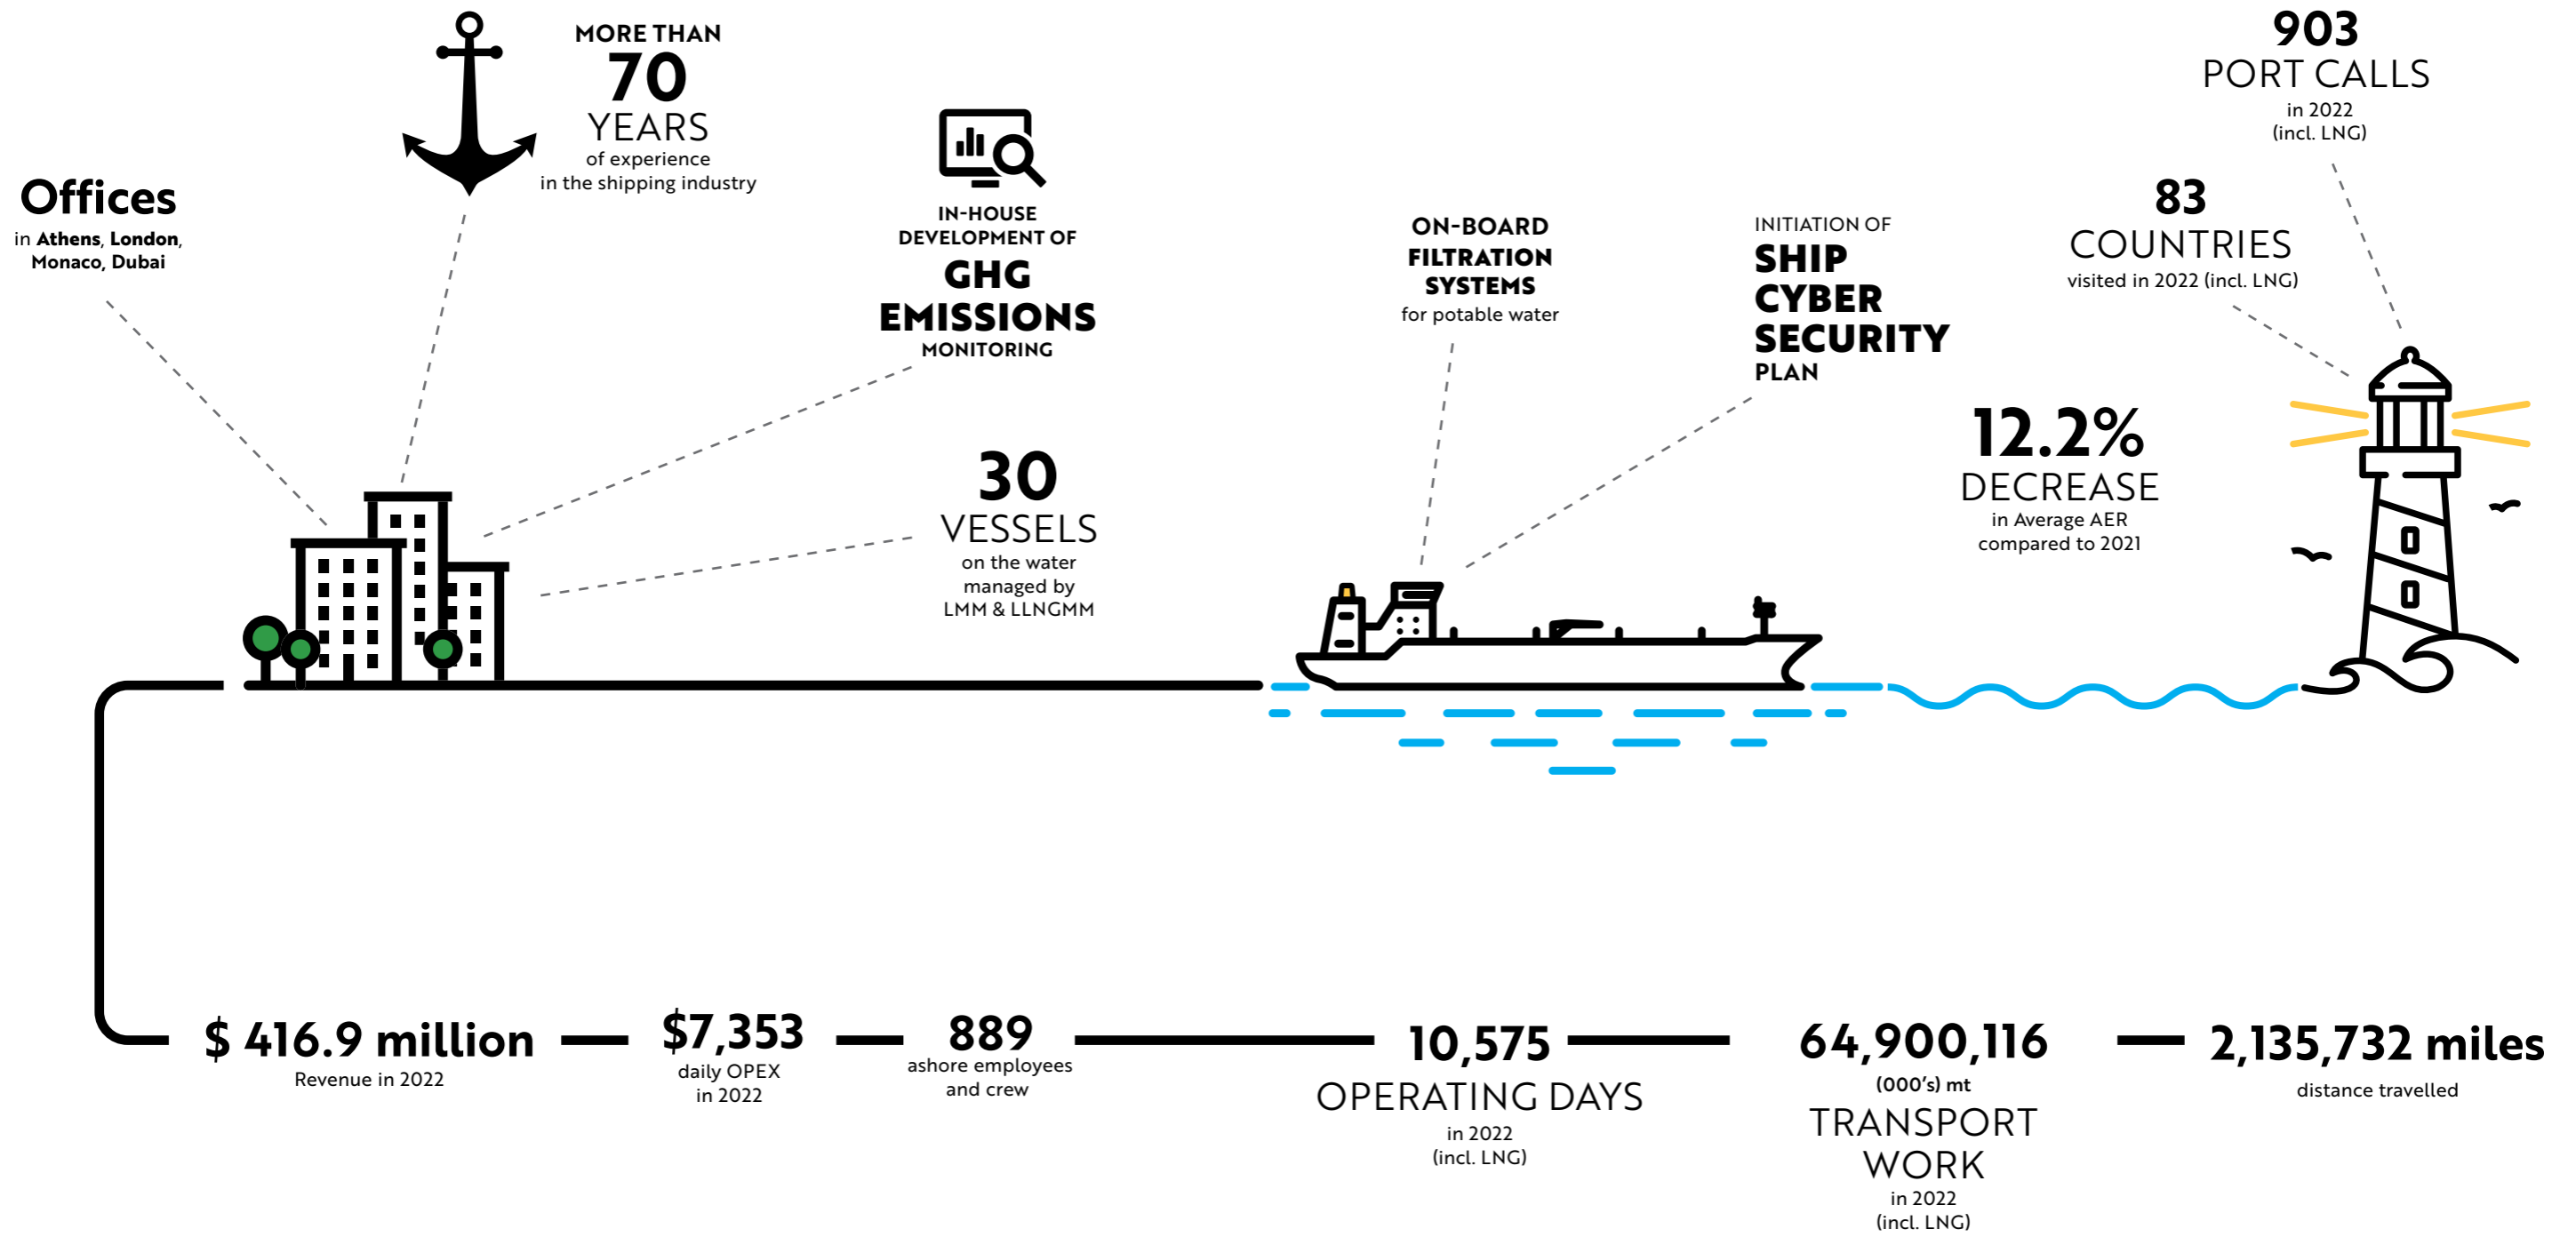 Offices
in Athens, London,
Monaco, Dubai
MORE THAN
70
YEARS
of experience
in the shipping industry
IN-HOUSE
DEVELOPMENT OF
GHG
EMISSIONS
MONITORING
30
VESSELS
on the water
managed by
LMM & LLNGMM
ON-BOARD
FILTRATION
SYSTEMS
for potable water
INITIATION OF
SHIP
CYBER
SECURITY
PLAN
12.2%
DECREASE
in Average AER
compared to 2021
83
COUNTRIES
visited in 2022 (incl. LNG)
903
PORT CALLS
in 2022
(incl. LNG)
$ 416.9 million
Revenue in 2022
$7,353
daily OPEX
in 2022
889
ashore employees
and crew
10,575
OPERATING DAYS
in 2022
(incl. LNG)
64,900,116
(000’s) mt
TRANSPORT
WORK
in 2022
(incl. LNG)
2,135,732 miles
distance travelled